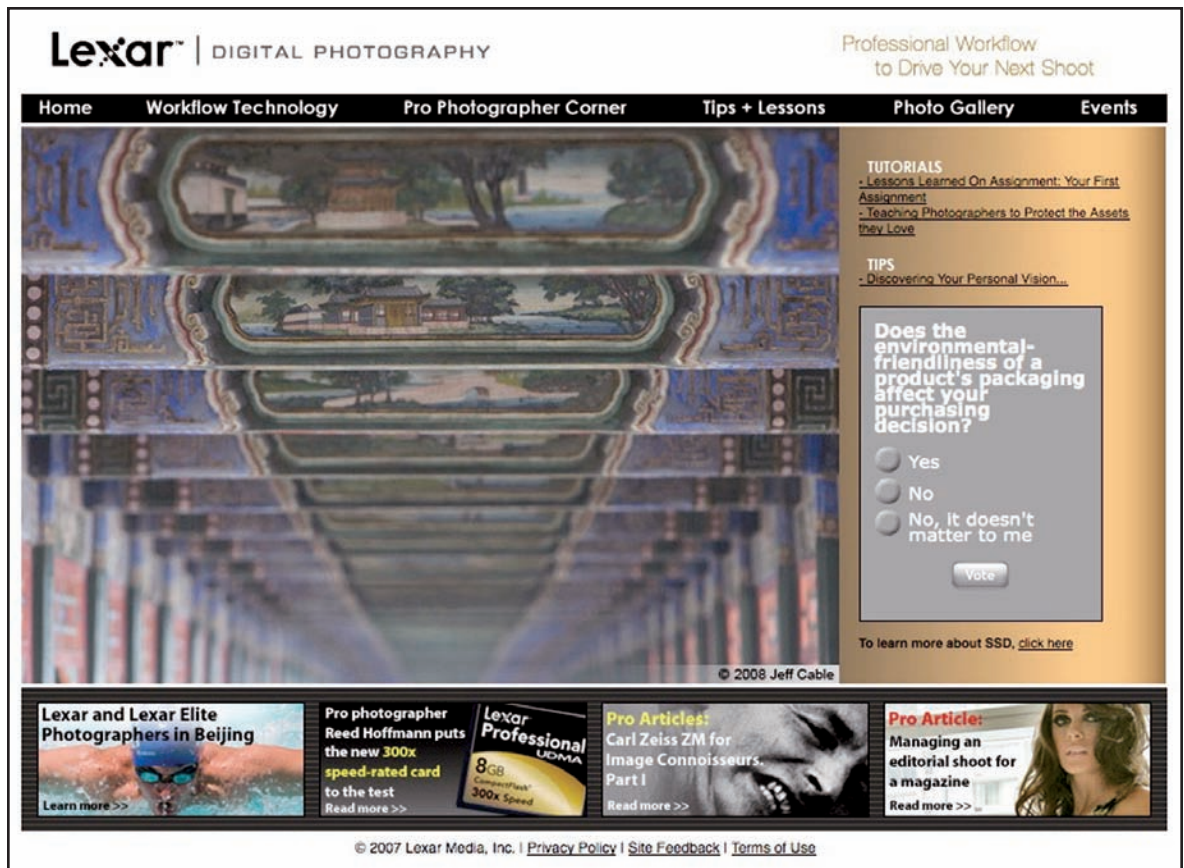 Lexar™ | DIGITAL PHOTOGRAPHY
Professional Workflow
to Drive Your Next Shoot
Home Workflow Technology Pro Photographer Corner Tips + Lessons Photo Gallery Events
TUTORIALS
- Lessons Learned On Assignment: Your First
Assignment
- Teaching Photographers to Protect the Assets
they Love
TIPS
- Discovering Your Personal Vision...
Does the
environmental-
friendliness of a
product's packaging
affect your
purchasing
decision?
Yes
No
No, it doesn't
matter to me
Vote
To learn more about SSD, click here
© 2008 Jeff Cable
Lexar and Lexar Elite
Photographers in Beijing
Learn more >>
Pro photographer
Reed Hoffmann puts
the new 300x
speed-rated card
to the test
Read more >>
Lexar
Professional
UDMA
8GB
CompactFlash
300x Speed
Pro Articles:
Carl Zeiss ZM for
Image Connoisseurs.
Part I
Read more >>
Pro Article:
Managing an
editorial shoot for
a magazine
Read more >>
© 2007 Lexar Media, Inc. | Privacy Policy | Site Feedback | Terms of Use